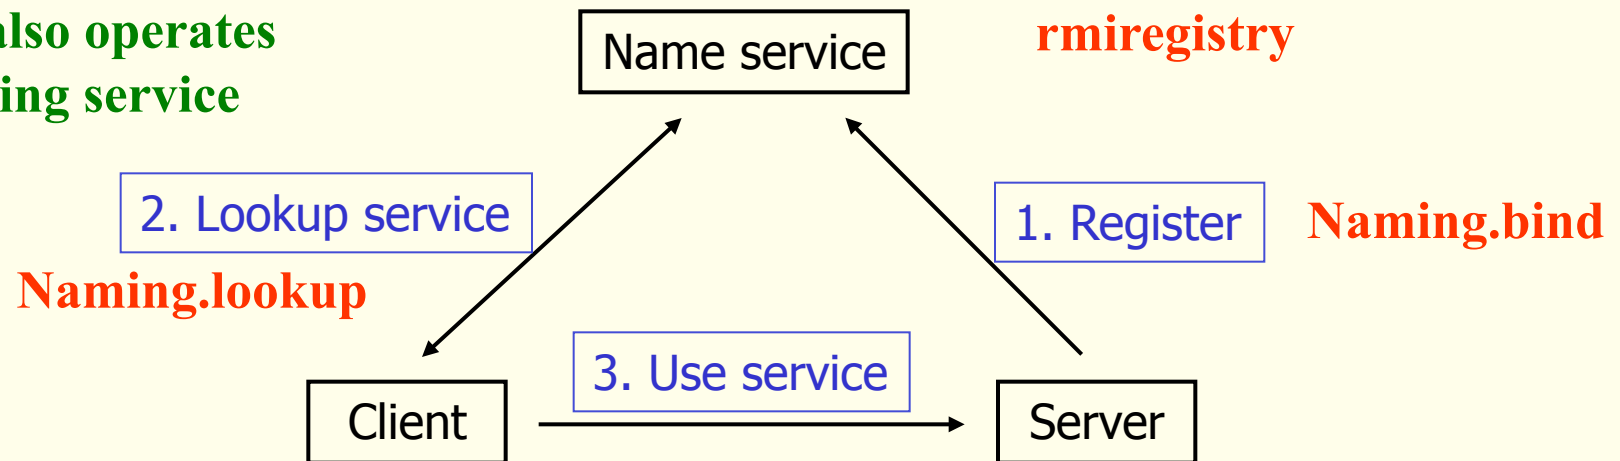 also operates
ing service
Name service
rmiregistry
2. Lookup service
1. Register
Naming.bind
Naming.lookup
3. Use service
Client
Server